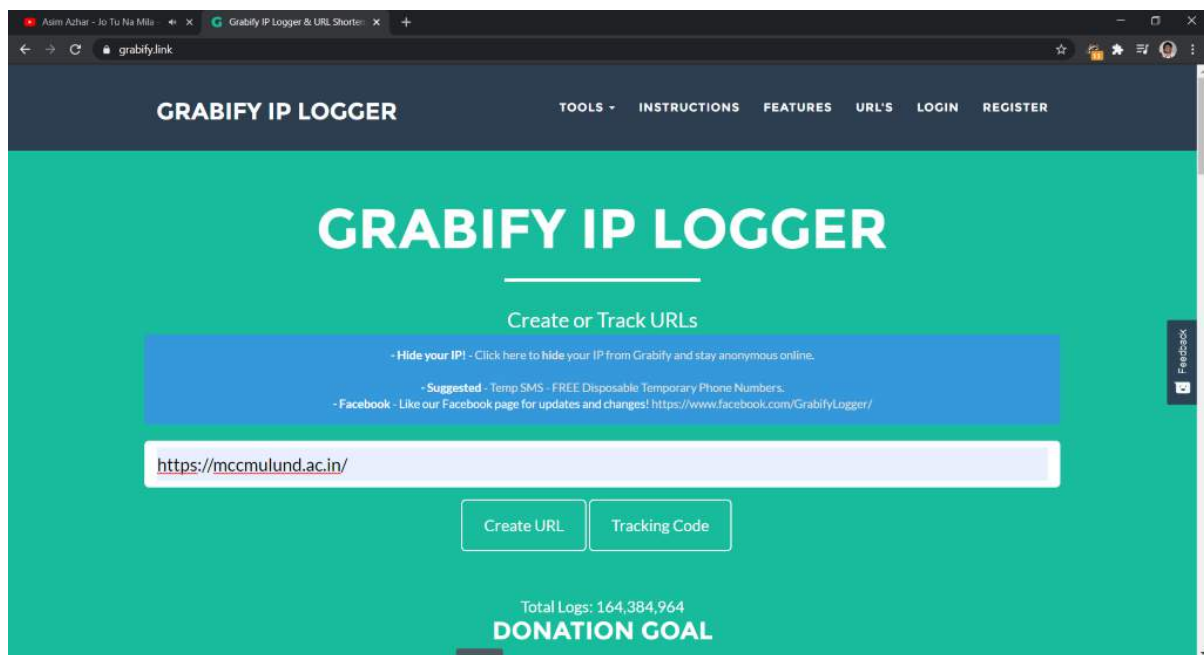 Asim Azhar - Jo Tu Na Mila
Grabify IP Logger & URL Shorten
grabify.link
GRABIFY IP LOGGER
TOOLS INSTRUCTIONS FEATURES URL'S LOGIN REGISTER
GRABIFY IP LOGGER
Create or Track URLs
- Hide your IP! - Click here to hide your IP from Grabify and stay anonymous online.
- Suggested - Temp SMS - FREE Disposable Temporary Phone Numbers.
- Facebook - Like our Facebook page for updates and changes! https://www.facebook.com/GrabifyLogger/
Feedback
https://mccmulund.ac.in/
Create URL
Tracking Code
Total Logs: 164,384,964
DONATION GOAL